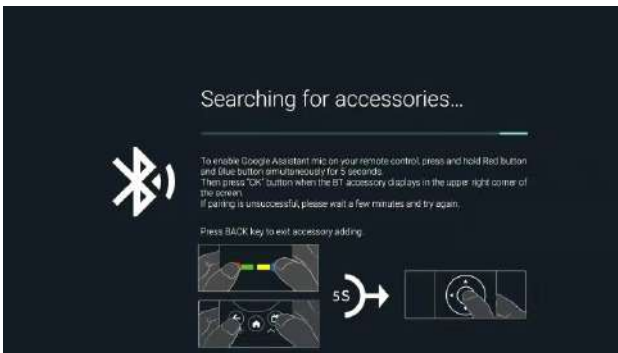 Searching for accessories...
To enable Google Assistant mic on your remote control, press and hold Red button
and Blue button simultaneously for 5 seconds.
Then press "OK" button when the BT accessory displays in the upper right corner of
the screen.
If pairing is unsuccessful, please wait a few minutes and try again.
Press BACK key to exit accessory adding.
5S